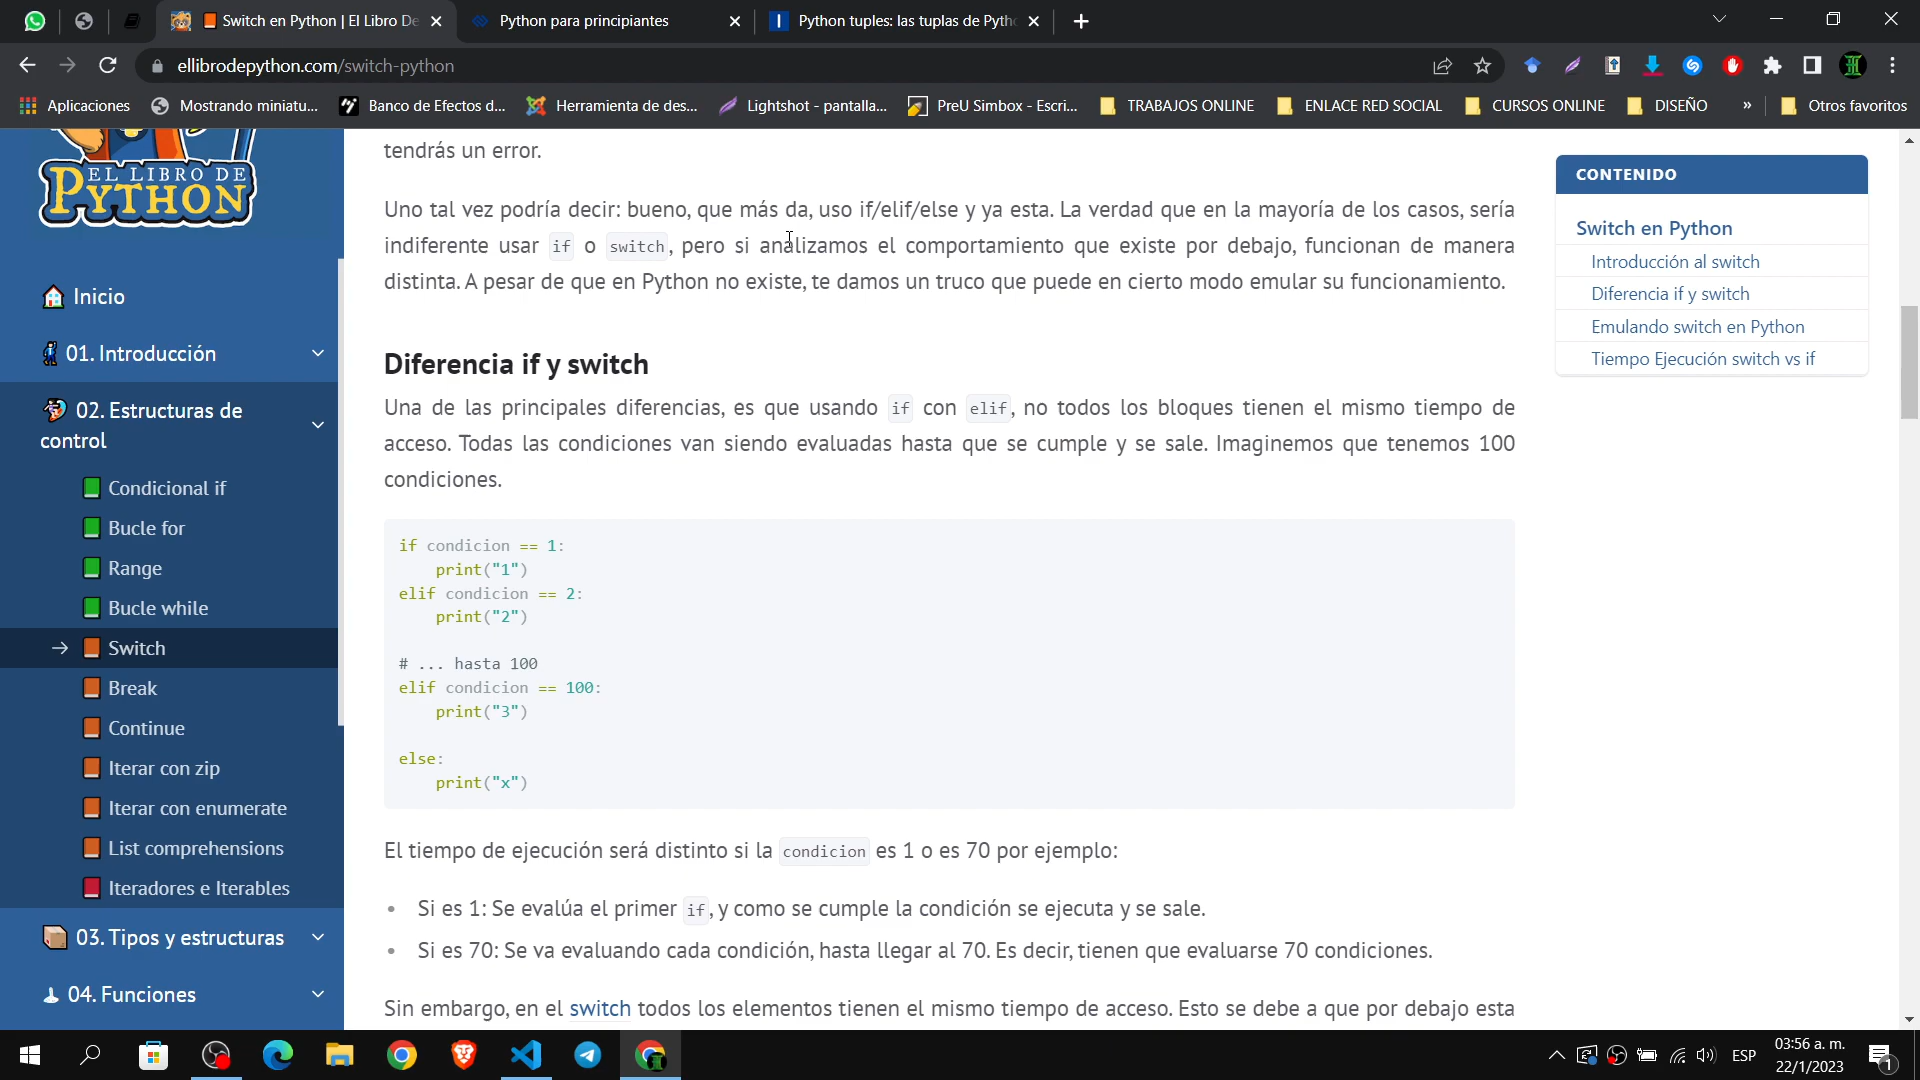 Switch en Python | El Libro De
Python para principiantes
Python tuples: las tuplas de Pyth
ellibrodepython.com/switch-python
Aplicaciones
Mostrando miniatu...
Banco de Efectos d...
Herramienta de des...
Lightshot - pantalla...
PreU Simbox - Escri...
TRABAJOS ONLINE
ENLACE RED SOCIAL
CURSOS ONLINE
DISEÑO
»
Otros favoritos
EL LIBRO DE
PYTHON
Inicio
01. Introducción
02. Estructuras de
control
Condicional if
Bucle for
Range
Bucle while
→ Switch
Break
Continue
Iterar con zip
Iterar con enumerate
List comprehensions
Iteradores e Iterables
03. Tipos y estructuras
04. Funciones
tendrás un error.
Uno tal vez podría decir: bueno, que más da, uso if/elif/else y ya esta. La verdad que en la mayoría de los casos, sería
indiferente usar if o switch, pero si analizamos el comportamiento que existe por debajo, funcionan de manera
distinta. A pesar de que en Python no existe, te damos un truco que puede en cierto modo emular su funcionamiento.
Diferencia if y switch
Una de las principales diferencias, es que usando if con elif, no todos los bloques tienen el mismo tiempo de
acceso. Todas las condiciones van siendo evaluadas hasta que se cumple y se sale. Imaginemos que tenemos 100
condiciones.
if condicion == 1:
    print("1")
elif condicion == 2:
    print("2")
# ... hasta 100
elif condicion == 100:
    print("3")
else:
    print("x")
El tiempo de ejecución será distinto si la condicion es 1 o es 70 por ejemplo:
• Si es 1: Se evalúa el primer if, y como se cumple la condición se ejecuta y se sale.
• Si es 70: Se va evaluando cada condición, hasta llegar al 70. Es decir, tienen que evaluarse 70 condiciones.
Sin embargo, en el switch todos los elementos tienen el mismo tiempo de acceso. Esto se debe a que por debajo esta
CONTENIDO
Switch en Python
Introducción al switch
Diferencia if y switch
Emulando switch en Python
Tiempo Ejecución switch vs if
ESP
03:56 a. m.
22/1/2023
1